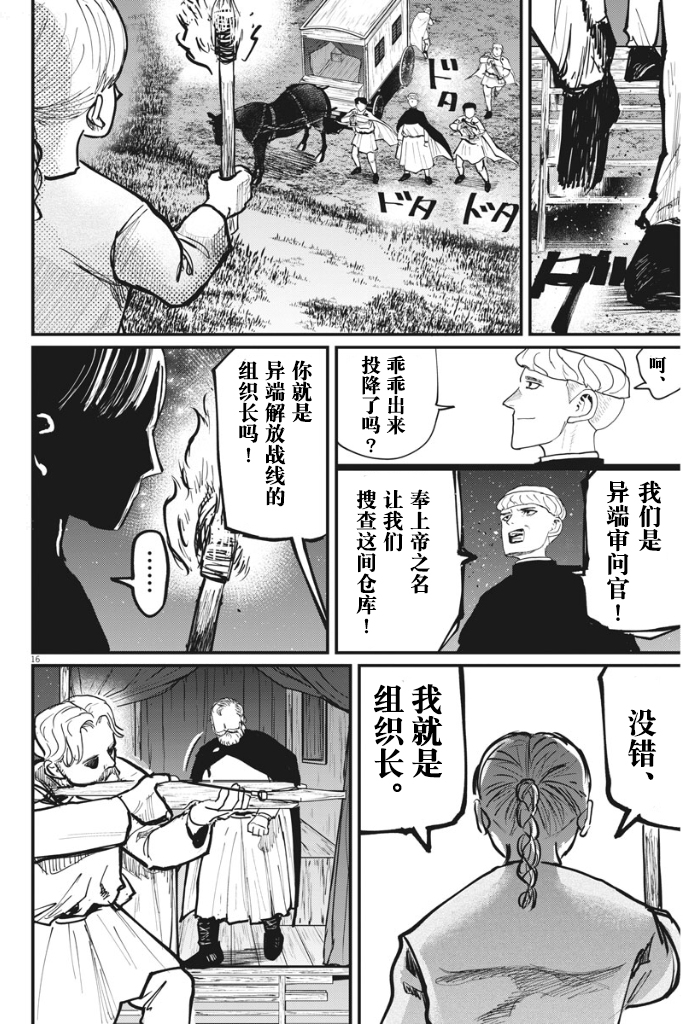 ザッ
ドタ
ドタ
ドタ
呵、
乖乖出来
投降了吗？
我们是
异端审问官！
奉上帝之名
让我们
搜查这间仓库！
你就是
异端解放战线的
组织长吗！
……
16
没错、
我就是
组织长。